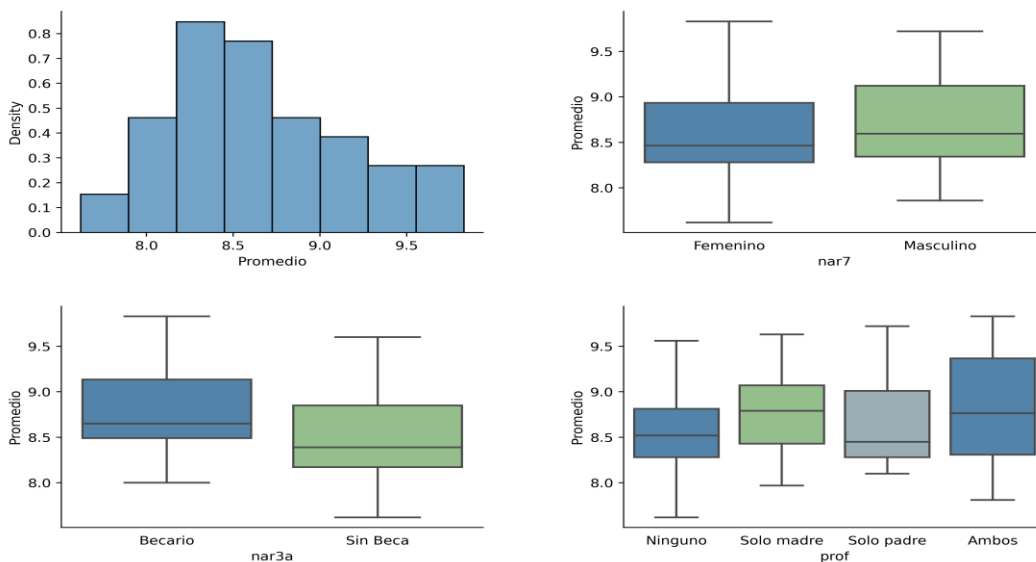 Density
0.8
0.7
0.6
0.5
0.4
0.3
0.2
0.1
0.0
8.0 8.5 9.0 9.5
Promedio
Promedio
9.5
9.0
8.5
8.0
Femenino Masculino
nar7
Promedio
9.5
9.0
8.5
8.0
Becario Sin Beca
nar3a
Promedio
9.5
9.0
8.5
8.0
Ninguno Solo madre Solo padre Ambos
prof